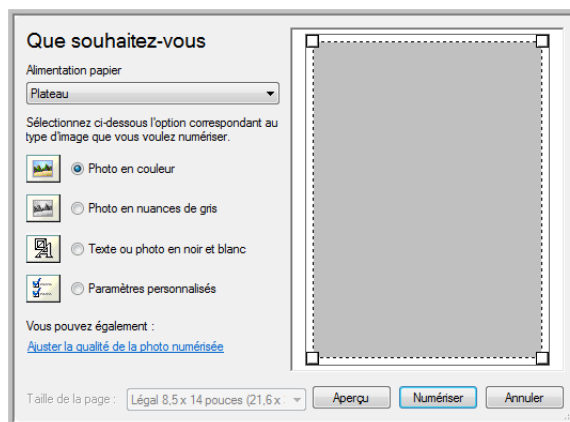 Que souhaitez-vous
Alimentation papier
Plateau
Sélectionnez ci-dessous l'option correspondant au
type d'image que vous voulez numériser.
Photo en couleur
Photo en nuances de gris
Texte ou photo en noir et blanc
Paramètres personnalisés
Vous pouvez également :
Ajuster la qualité de la photo numérisée
Taille de la page : Légal 8,5 x 14 pouces (21,6 x Aperçu Numériser Annuler